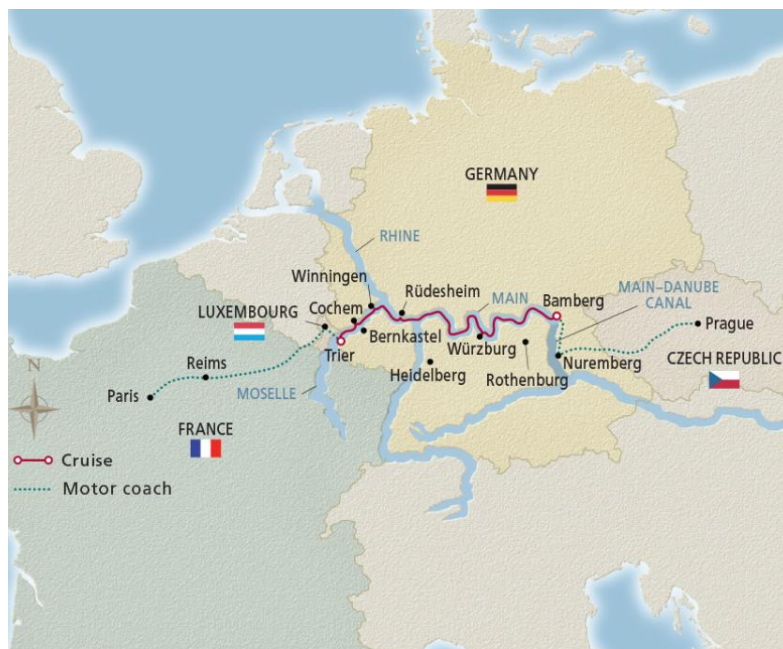 GERMANY
RHINE
Winningen
Rüdesheim
MAIN
MAIN–DANUBE
CANAL
Bamberg
LUXEMBOURG
Cochem
Bernkastel
Trier
Würzburg
Prague
Nuremberg
CZECH REPUBLIC
Reims
Heidelberg
Rothenburg
Paris
MOSELLE
N
FRANCE
Cruise
Motor coach